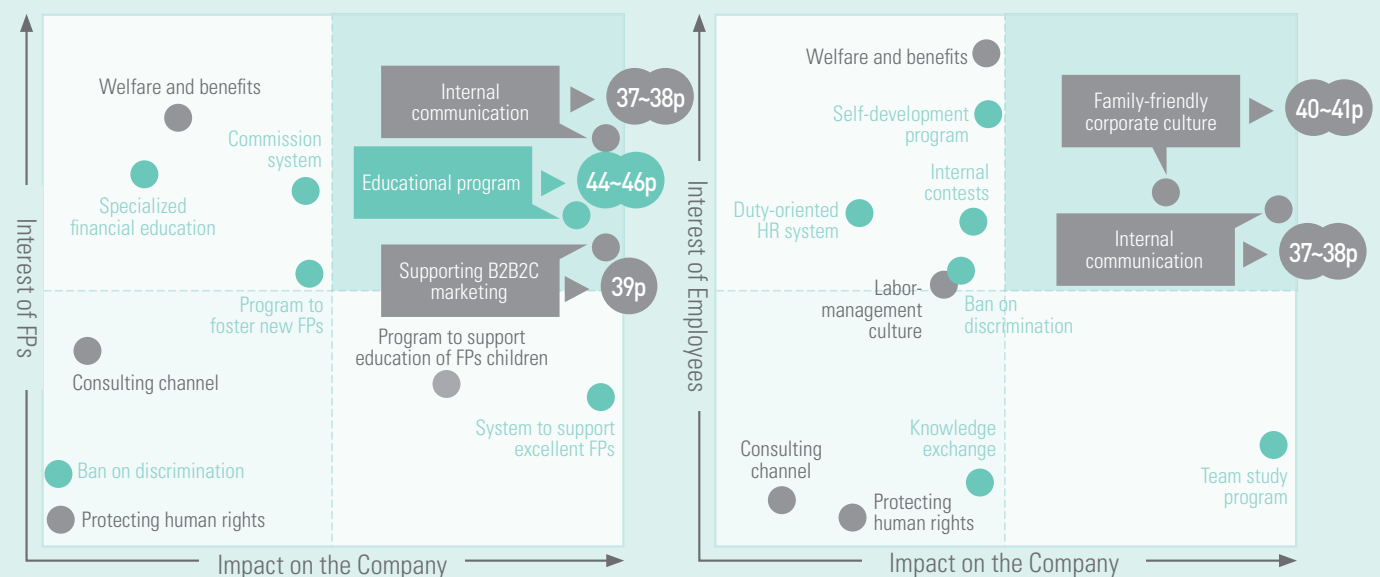 Interest of FPs
Welfare and benefits
Commission
system
Specialized
financial education
Program to
foster new FPs
Internal
communication
37~38p
Educational program
44~46p
Supporting B2B2C
marketing
39p
Consulting channel
Program to support
education of FPs children
System to support
excellent FPs
Ban on discrimination
Protecting human rights
Impact on the Company
Interest of Employees
Welfare and benefits
Self-development
program
Internal
contests
Duty-oriented
HR system
Labor-
management
culture
Ban on
discrimination
Family-friendly
corporate culture
40~41p
Internal
communication
37~38p
Knowledge
exchange
Consulting
channel
Protecting
human rights
Team study
program
Impact on the Company